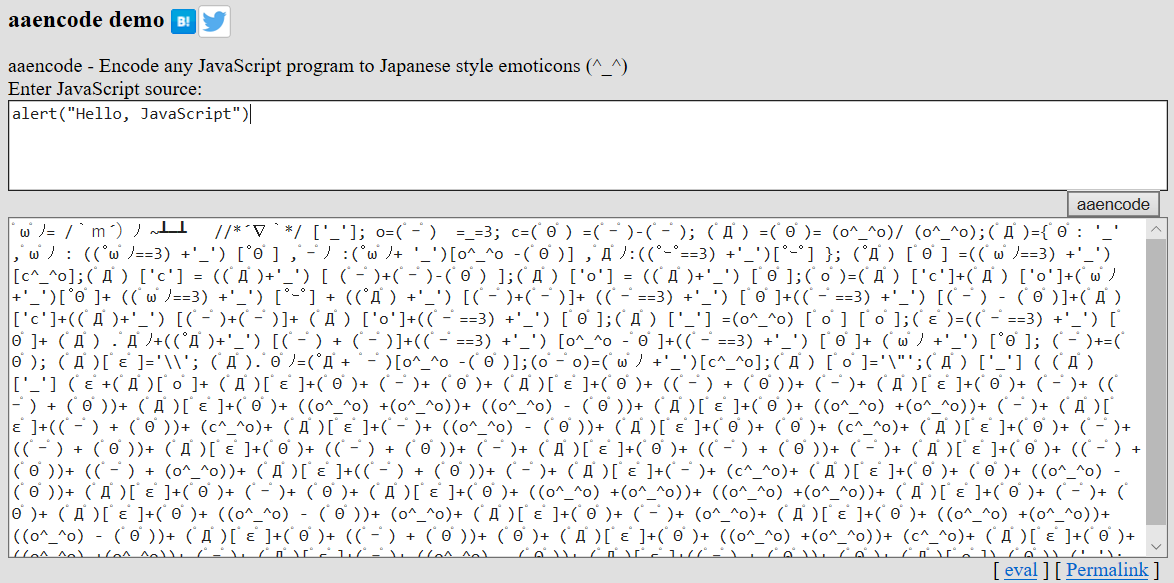 aaencode demo B!
aaencode - Encode any JavaScript program to Japanese style emoticons (^_^)
Enter JavaScript source:
alert("Hello, JavaScript")
aaencode
ﾟωﾟﾉ= /｀ｍ´）ﾉ ~┻━┻   //*´∇｀*/ ['_']; o=(ﾟｰﾟ)  =_=3; c=(ﾟΘﾟ) =(ﾟｰﾟ)-(ﾟｰﾟ); (ﾟДﾟ) =(ﾟΘﾟ)= (o^_^o)/ (o^_^o);(ﾟДﾟ)={ﾟΘﾟ: '_'
,ﾟωﾟﾉ : ((ﾟωﾟﾉ==3) +'_') [ﾟΘﾟ] ,ﾟｰﾟﾉ :(ﾟωﾟﾉ+ '_')[o^_^o -(ﾟΘﾟ)] ,ﾟДﾟﾉ:((ﾟｰﾟ==3) +'_')[ﾟｰﾟ] }; (ﾟДﾟ) [ﾟΘﾟ] =((ﾟωﾟﾉ==3) +'_')
[c^_^o];(ﾟДﾟ) ['c'] = ((ﾟДﾟ)+'_') [ (ﾟｰﾟ)+(ﾟｰﾟ)-(ﾟΘﾟ) ];(ﾟДﾟ) ['o'] = ((ﾟДﾟ)+'_') [ﾟΘﾟ];(ﾟoﾟ)=(ﾟДﾟ) ['c']+(ﾟДﾟ) ['o']+(ﾟωﾟﾉ
+'_')[ﾟΘﾟ]+ ((ﾟωﾟﾉ==3) +'_') [ﾟｰﾟ] + ((ﾟДﾟ) +'_') [(ﾟｰﾟ)+(ﾟｰﾟ)]+ ((ﾟｰﾟ==3) +'_') [ﾟΘﾟ]+((ﾟｰﾟ==3) +'_') [(ﾟｰﾟ) - (ﾟΘﾟ)]+(ﾟДﾟ)
['c']+((ﾟДﾟ)+'_') [(ﾟｰﾟ)+(ﾟｰﾟ)]+ (ﾟДﾟ) ['o']+((ﾟｰﾟ==3) +'_') [ﾟΘﾟ];(ﾟДﾟ) ['_'] =(o^_^o) [ﾟoﾟ] [ﾟoﾟ];(ﾟεﾟ)=((ﾟｰﾟ==3) +'_') [ﾟ
Θﾟ]+ (ﾟДﾟ) .ﾟДﾟﾉ+((ﾟДﾟ)+'_') [(ﾟｰﾟ) + (ﾟｰﾟ)]+((ﾟｰﾟ==3) +'_') [o^_^o -ﾟΘﾟ]+((ﾟｰﾟ==3) +'_') [ﾟΘﾟ]+ (ﾟωﾟﾉ +'_') [ﾟΘﾟ]; (ﾟｰﾟ)+=(ﾟ
Θﾟ); (ﾟДﾟ)[ﾟεﾟ]='\\'; (ﾟДﾟ).ﾟΘﾟﾉ=(ﾟДﾟ+ ﾟｰﾟ)[o^_^o -(ﾟΘﾟ)];(oﾟｰﾟo)=(ﾟωﾟﾉ +'_')[c^_^o];(ﾟДﾟ) [ﾟoﾟ]='\"';(ﾟДﾟ) ['_'] ( (ﾟДﾟ)
['_'] (ﾟεﾟ+(ﾟДﾟ)[ﾟoﾟ]+ (ﾟДﾟ)[ﾟεﾟ]+(ﾟΘﾟ)+ (ﾟｰﾟ)+ (ﾟΘﾟ)+ (ﾟДﾟ)[ﾟεﾟ]+(ﾟΘﾟ)+ ((ﾟｰﾟ) + (ﾟΘﾟ))+ (ﾟｰﾟ)+ (ﾟДﾟ)[ﾟεﾟ]+(ﾟΘﾟ)+ (ﾟｰﾟ)+ ((ﾟ
ｰﾟ) + (ﾟΘﾟ))+ (ﾟДﾟ)[ﾟεﾟ]+(ﾟΘﾟ)+ ((o^_^o) +(o^_^o))+ ((o^_^o) - (ﾟΘﾟ))+ (ﾟДﾟ)[ﾟεﾟ]+(ﾟΘﾟ)+ ((o^_^o) +(o^_^o))+ (ﾟｰﾟ)+ (ﾟДﾟ)[ﾟ
εﾟ]+((ﾟｰﾟ) + (ﾟΘﾟ))+ (c^_^o)+ (ﾟДﾟ)[ﾟεﾟ]+(ﾟｰﾟ)+ ((o^_^o) - (ﾟΘﾟ))+ (ﾟДﾟ)[ﾟεﾟ]+(ﾟΘﾟ)+ (ﾟΘﾟ)+ (c^_^o)+ (ﾟДﾟ)[ﾟεﾟ]+(ﾟΘﾟ)+ (ﾟｰﾟ)+
((ﾟｰﾟ) + (ﾟΘﾟ))+ (ﾟДﾟ)[ﾟεﾟ]+(ﾟΘﾟ)+ ((ﾟｰﾟ) + (ﾟΘﾟ))+ (ﾟｰﾟ)+ (ﾟДﾟ)[ﾟεﾟ]+(ﾟΘﾟ)+ ((ﾟｰﾟ) + (ﾟΘﾟ))+ (ﾟｰﾟ)+ (ﾟДﾟ)[ﾟεﾟ]+(ﾟΘﾟ)+ ((ﾟｰﾟ) +
(ﾟΘﾟ))+ ((ﾟｰﾟ) + (o^_^o))+ (ﾟДﾟ)[ﾟεﾟ]+((ﾟｰﾟ) + (ﾟΘﾟ))+ (ﾟｰﾟ)+ (ﾟДﾟ)[ﾟεﾟ]+(ﾟｰﾟ)+ (c^_^o)+ (ﾟДﾟ)[ﾟεﾟ]+(ﾟΘﾟ)+ (ﾟΘﾟ)+ ((o^_^o) -
(ﾟΘﾟ))+ (ﾟДﾟ)[ﾟεﾟ]+(ﾟΘﾟ)+ (ﾟｰﾟ)+ (ﾟΘﾟ)+ (ﾟДﾟ)[ﾟεﾟ]+(ﾟΘﾟ)+ ((o^_^o) +(o^_^o))+ ((o^_^o) +(o^_^o))+ (ﾟДﾟ)[ﾟεﾟ]+(ﾟΘﾟ)+ (ﾟｰﾟ)+ (ﾟ
Θﾟ)+ (ﾟДﾟ)[ﾟεﾟ]+(ﾟΘﾟ)+ ((o^_^o) - (ﾟΘﾟ))+ (o^_^o)+ (ﾟДﾟ)[ﾟεﾟ]+(ﾟΘﾟ)+ (ﾟｰﾟ)+ (o^_^o)+ (ﾟДﾟ)[ﾟεﾟ]+(ﾟΘﾟ)+ ((o^_^o) +(o^_^o))+
((o^_^o) - (ﾟΘﾟ))+ (ﾟДﾟ)[ﾟεﾟ]+(ﾟΘﾟ)+ ((ﾟｰﾟ) + (ﾟΘﾟ))+ (ﾟΘﾟ)+ (ﾟДﾟ)[ﾟεﾟ]+(ﾟΘﾟ)+ ((o^_^o) +(o^_^o))+ (c^_^o)+ (ﾟДﾟ)[ﾟεﾟ]+(ﾟΘﾟ)+
[ eval ] [ Permalink ]